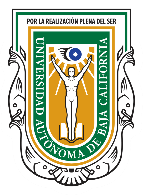 POR LA REALIZACIÓN PLENA DEL SER
UNIVERSIDAD AUTÓNOMA DE BAJA CALIFORNIA